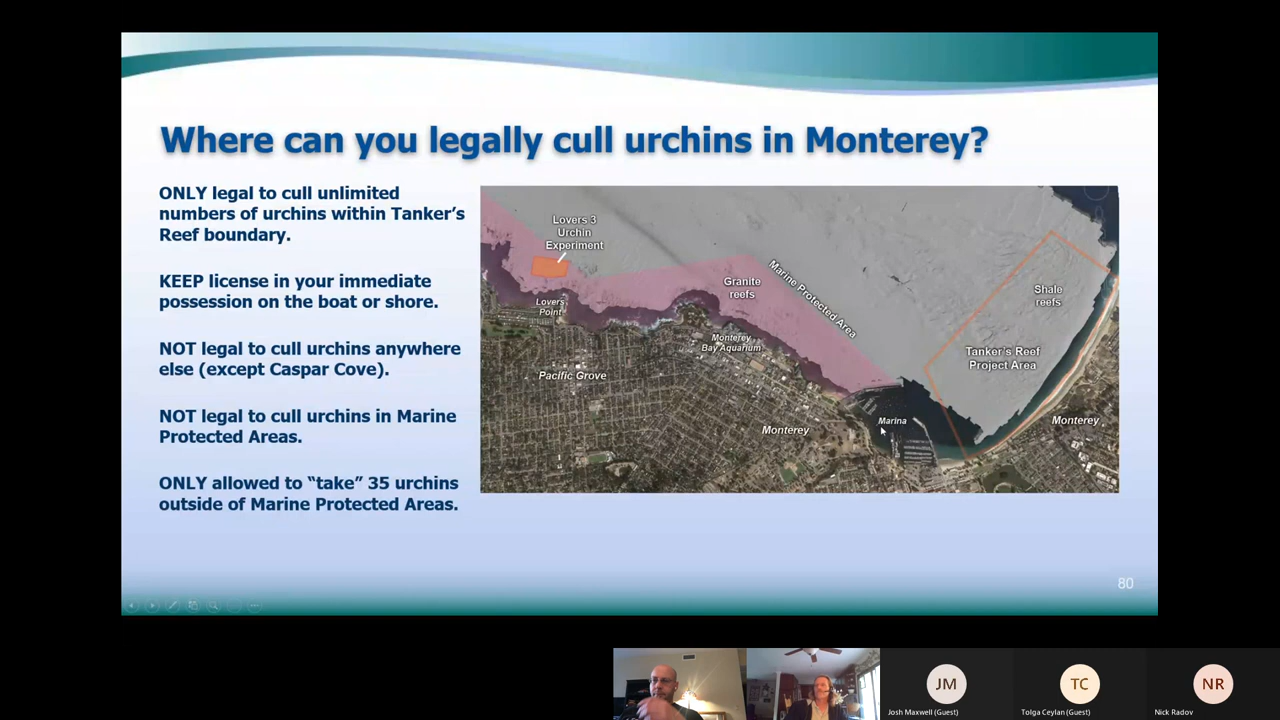 Where can you legally cull urchins in Monterey?
ONLY legal to cull unlimited
numbers of urchins within Tanker's
Reef boundary.
KEEP license in your immediate
possession on the boat or shore.
NOT legal to cull urchins anywhere
else (except Caspar Cove).
NOT legal to cull urchins in Marine
Protected Areas.
ONLY allowed to “take” 35 urchins
outside of Marine Protected Areas.
Lovers 3
Urchin
Experiment
Lovers
Point
Granite
reefs
Marine Protected Area
Monterey
Bay Aquarium
Pacific Grove
Monterey
Marina
Shale
reefs
Tanker's Reef
Project Area
Monterey
80
JM
Josh Maxwell (Guest)
TC
Tolga Ceylan (Guest)
NR
Nick Radov